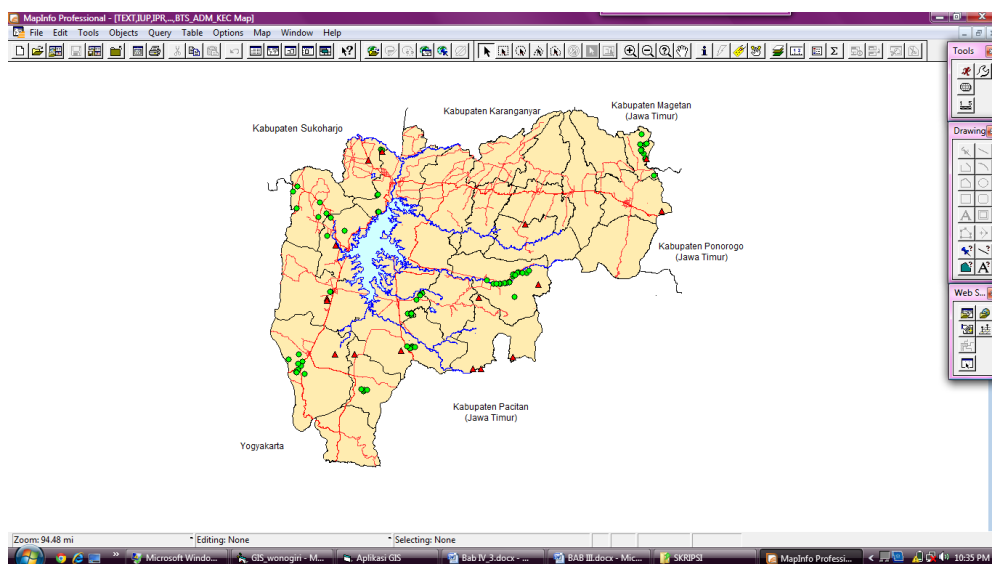 MapInfo Professional - [TEXT,IUP,IPR,...,BTS_ADM_KEC Map]
File Edit Tools Objects Query Table Options Map Window Help
Tools
Drawing
Web S...
Kabupaten Magetan
(Jawa Timur)
Kabupaten Karanganyar
Kabupaten Sukoharjo
Kabupaten Ponorogo
(Jawa Timur)
Kabupaten Pacitan
(Jawa Timur)
Yogyakarta
Zoom: 94.48 mi Editing: None Selecting: None
Microsoft Windo... GIS_wonogiri - M... Aplikasi GIS Bab IV_3.docx - ... BAB III.docx - Mic... SKRIPSI MapInfo Professi... 10:35 PM